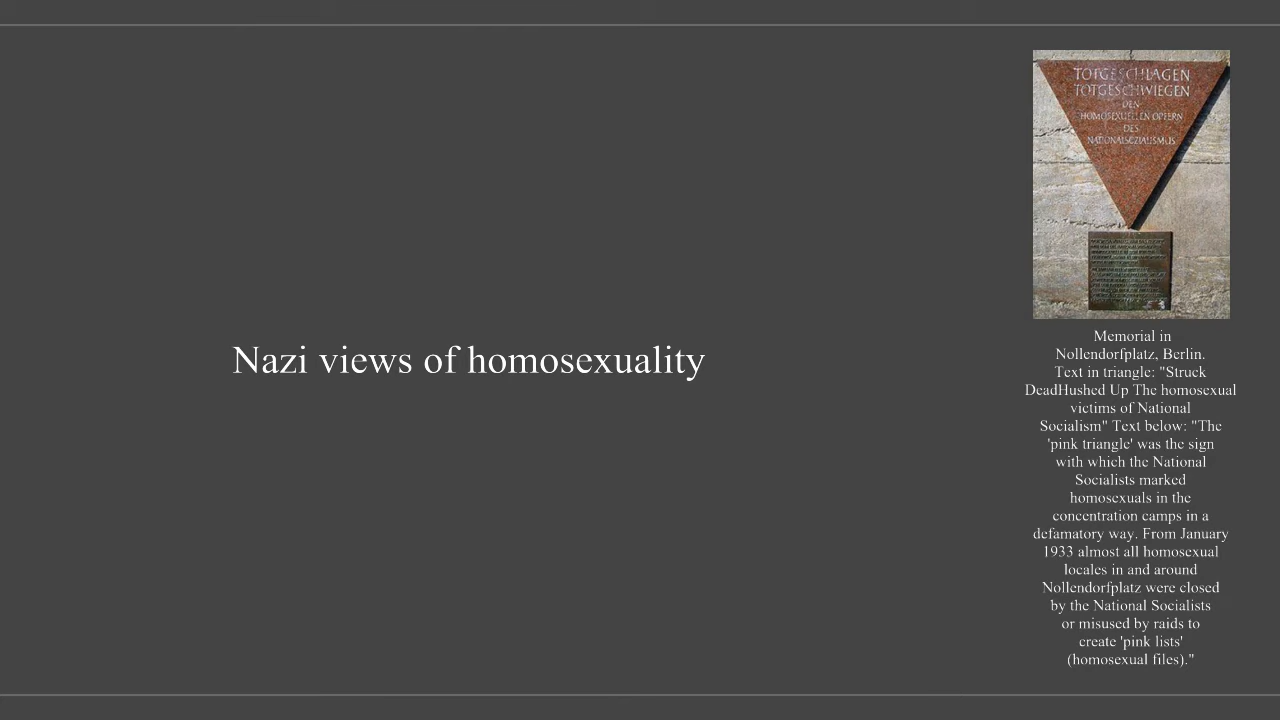 Nazi views of homosexuality
TOTGESCHLAGEN
TOTGESCHWIEGEN
DEN
HOMOSEXUELLEN OPFERN
DES
NATIONALSOZIALISMUS
Memorial in
Nollendorfplatz, Berlin.
Text in triangle: "Struck
DeadHushed Up The homosexual
victims of National
Socialism" Text below: "The
'pink triangle' was the sign
with which the National
Socialists marked
homosexuals in the
concentration camps in a
defamatory way. From January
1933 almost all homosexual
locales in and around
Nollendorfplatz were closed
by the National Socialists
or misused by raids to
create 'pink lists'
(homosexual files)."